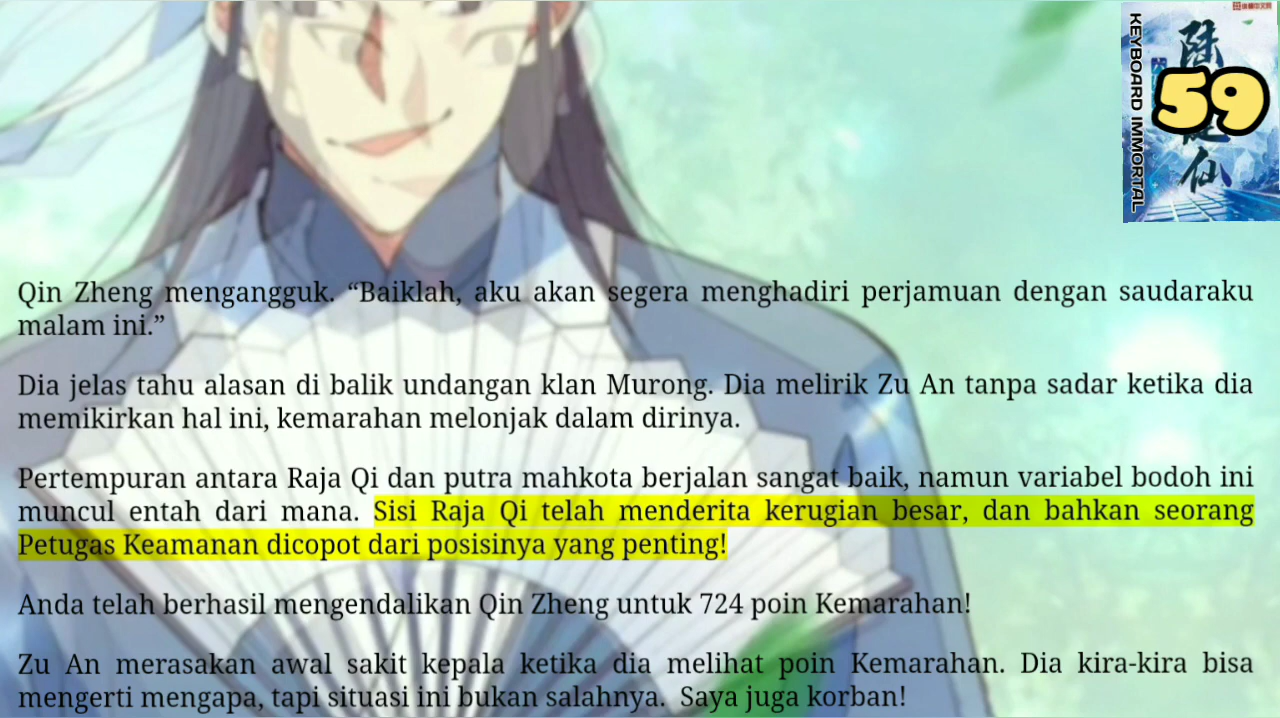 KEYBOARD IMMORTAL
59
Qin Zheng mengangguk. “Baiklah, aku akan segera menghadiri perjamuan dengan saudaraku
malam ini.”
Dia jelas tahu alasan di balik undangan klan Murong. Dia melirik Zu An tanpa sadar ketika dia
memikirkan hal ini, kemarahan melonjak dalam dirinya.
Pertempuran antara Raja Qi dan putra mahkota berjalan sangat baik, namun variabel bodoh ini
muncul entah dari mana. Sisi Raja Qi telah menderita kerugian besar, dan bahkan seorang
Petugas Keamanan dicopot dari posisinya yang penting!
Anda telah berhasil mengendalikan Qin Zheng untuk 724 poin Kemarahan!
Zu An merasakan awal sakit kepala ketika dia melihat poin Kemarahan. Dia kira-kira bisa
mengerti mengapa, tapi situasi ini bukan salahnya. Saya juga korban!